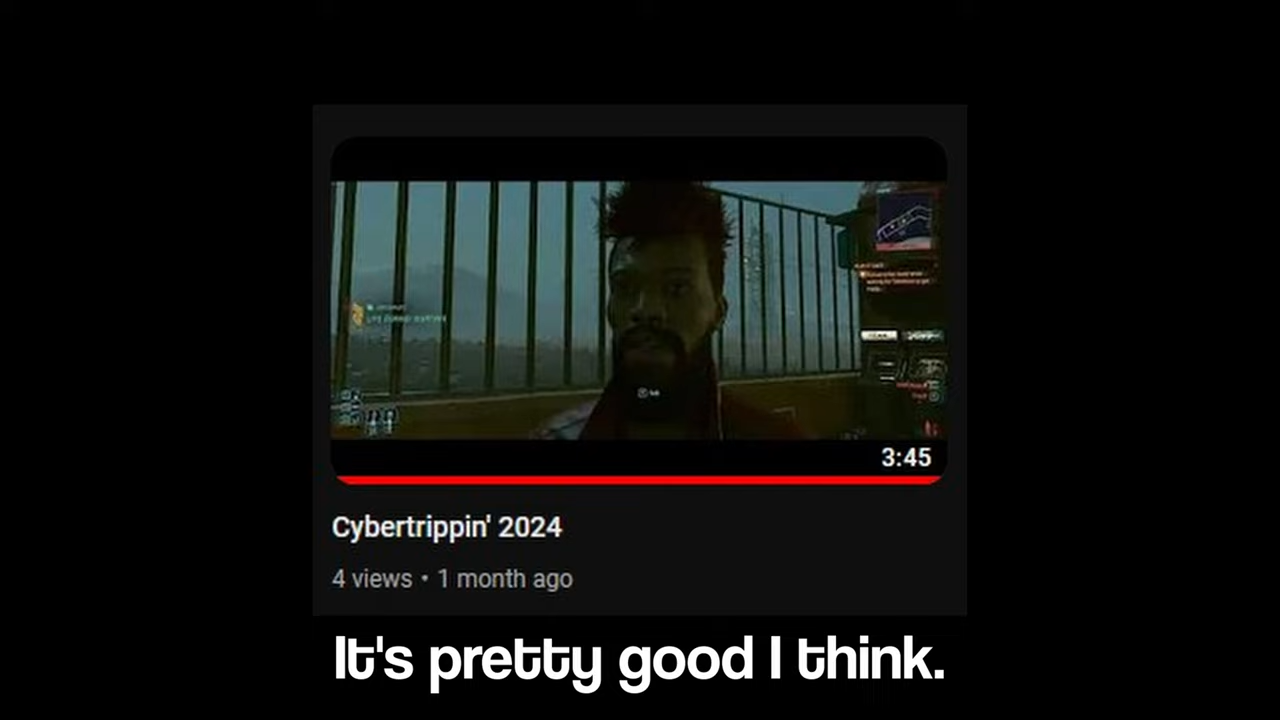 3:45
Cybertrippin' 2024
4 views • 1 month ago
It's pretty good I think.